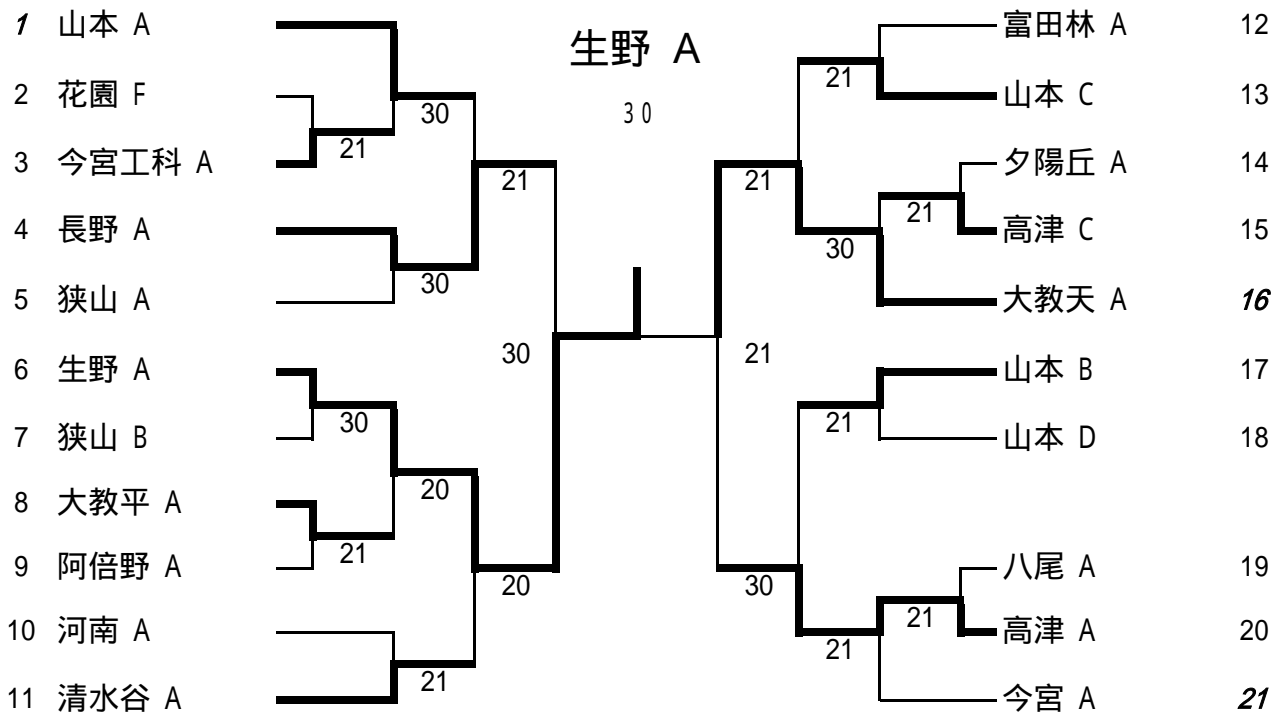 生野 A
30
1 山本 A
2 花園 F
3 今宮工科 A
4 長野 A
5 狭山 A
6 生野 A
7 狭山 B
8 大教平 A
9 阿倍野 A
10 河南 A
11 清水谷 A
30
21
21
30
30
30
20
21
20
21
富田林 A 12
山本 C 13
夕陽丘 A 14
高津 C 15
大教天 A 16
山本 B 17
山本 D 18
八尾 A 19
高津 A 20
今宮 A 21
21
21
21
30
21
21
30
21
21